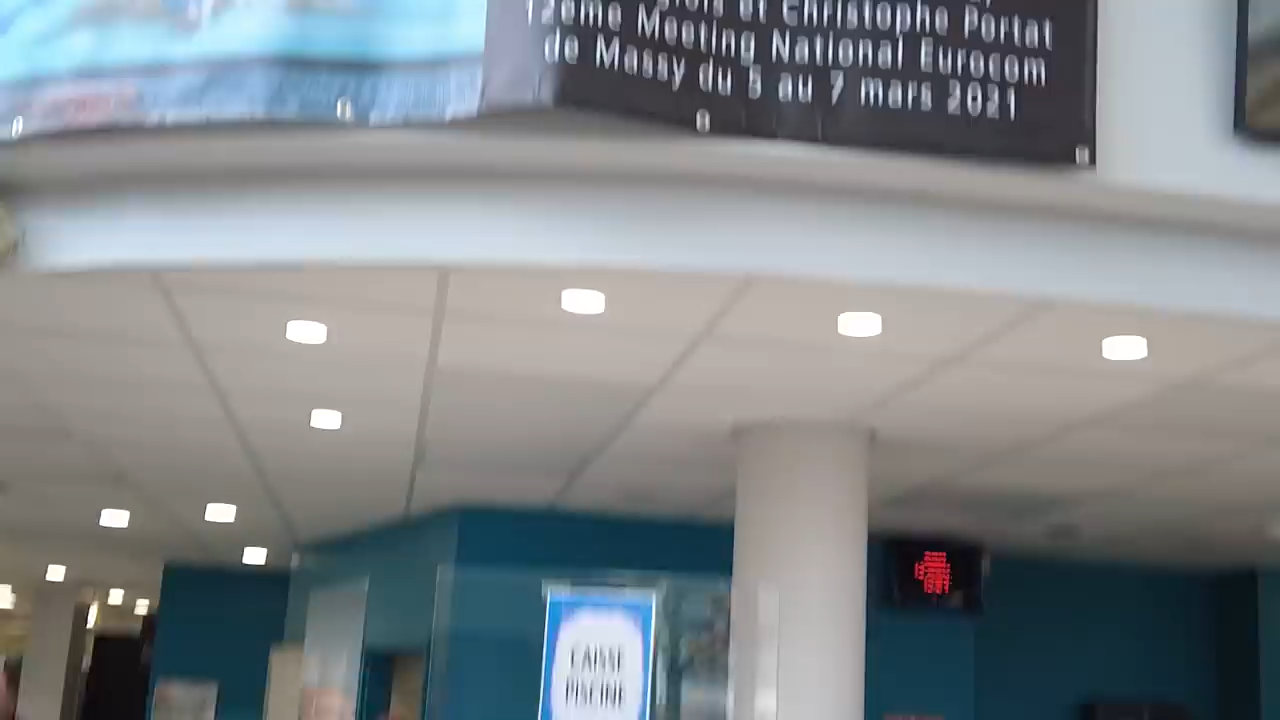 et Christophe Portat
12ème Meeting National Eurocom
de Massy du 5 au 7 mars 2021
CAISSE
PISCINE